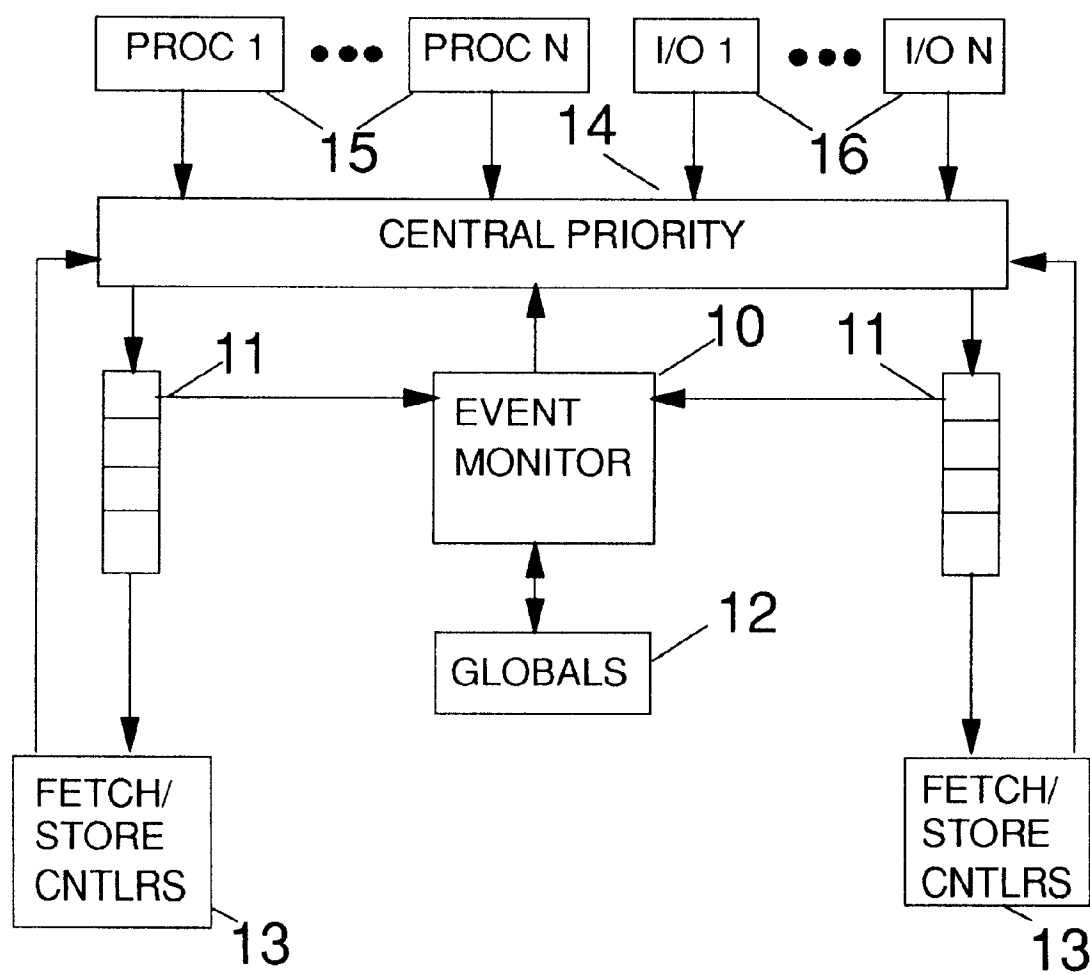 PROC 1
PROC N
I/O 1
I/O N
15
14
16
CENTRAL PRIORITY
11
10
11
EVENT
MONITOR
12
GLOBALS
FETCH/
STORE
CNTLRS
FETCH/
STORE
CNTLRS
13
13